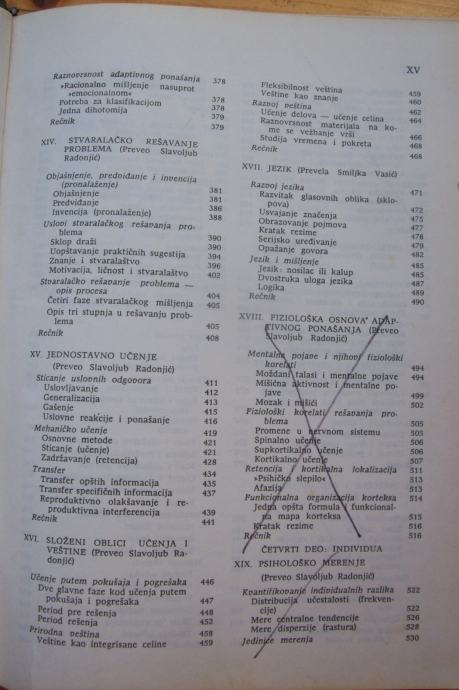 XV
Raznovrsnost adaptivnog ponašanja 378
»Racionalno mišljenje nasuprot
»emocionalnom« 378
Potreba za klasifikacijom 378
Jedna dihotomija 379
Rečnik 379
XIV. STVARALAČKO REŠAVANJE
PROBLEMA (Preveo Slavoljub
Radonjić)
Objašnjenje, predviđanje i invencija
(pronalaženje) 381
Objašnjenje 381
Predviđanje 386
Invencija (pronalaženje) 388
Uslovi stvaralačkog rešavanja pro-
blema 390
Sklop draži 390
Uopštavanje praktičnih sugestija 394
Znanje i stvaralaštvo 396
Motivacija, ličnost i stvaralaštvo 402
Stvaralačko rešavanje problema —
opis procesa 404
Četiri faze stvaralačkog mišljenja 405
Opis tri stupnja u rešavanju prob-
lema 405
Rečnik 408
XV. JEDNOSTAVNO UČENJE
(Preveo Slavoljub Radonjić)
Sticanje uslovnih odgovora 411
Uslovljavanje 412
Generalizacija 413
Gašenje 415
Uslovne reakcije i ponašanje 416
Mehaničko učenje 419
Osnovne metode 421
Sticanje (učenje) 421
Zadržavanje (retencija) 428
Transfer 434
Transfer opštih informacija 435
Transfer specifičnih informacija 437
Reproduktivno olakšavanje i re-
produktivna interferencija 439
Rečnik 441
XVI. SLOŽENI OBLICI UČENJA I
VEŠTINE (Preveo Slavoljub Ra-
donjić)
Učenje putem pokušaja i pogrešaka 446
Dve glavne faze kod učenja putem
pokušaja i pogrešaka 447
Period pre rešenja 448
Period rešenja 452
Prirodna veština 458
Veštine kao integrisane celine 459
Fleksibilnost veština 459
Veštine kao znanje 460
Razvoj veština 462
Učenje delova — učenje celina 464
Raznovrsnost materijala na ko-
me se vežbanje vrši 466
Studija vremena i pokreta 468
Rečnik 468
XVII. JEZIK (Prevela Smiljka Vasić)
Razvoj jezika 471
Razvitak glasovnih oblika (sklo-
pova) 472
Usvajanje značenja 475
Obrazovanje pojmova 477
Kratak rezime 478
Serijsko uređivanje 479
Opažanje govora 482
Jezik i mišljenje 485
Jezik: nosilac ili kalup 485
Dvostruka uloga jezika 487
Logika 489
Rečnik 490
XVIII. FIZIOLOŠKA OSNOVA ADAP-
TIVNOG PONAŠANJA (Preveo
Slavoljub Radonjić)
Mentalne pojave i njihovi fiziološki
korelati 494
Moždani talasi i mentalne pojave 494
Mišićna aktivnost i mentalne po-
jave 499
Mozak i mišići 502
Fiziološki korelati rešavanja pro-
blema 505
Promene u nervnom sistemu 505
Spinalno učenje 506
Supkortikalno učenje 506
Kortikalno učenje 507
Retencija i kortikalna lokalizacija 511
»Psihičko slepilo« 511
Afazija 513
Funkcionalna organizacija korteksa 514
Jedna opšta formula i funkcional-
na mapa korteksa 515
Kratak rezime 516
Rečnik 516
ČETVRTI DEO: INDIVIDUA
XIX. PSIHOLOŠKO MERENJE
(Preveo Slavoljub Radonjić)
Kvantifikovanje individualnih razlika 522
Distribucija učestalosti (frekven-
cije) 522
Mere centralne tendencije 526
Mere disperzije (rastura) 528
Jedinice merenja 530